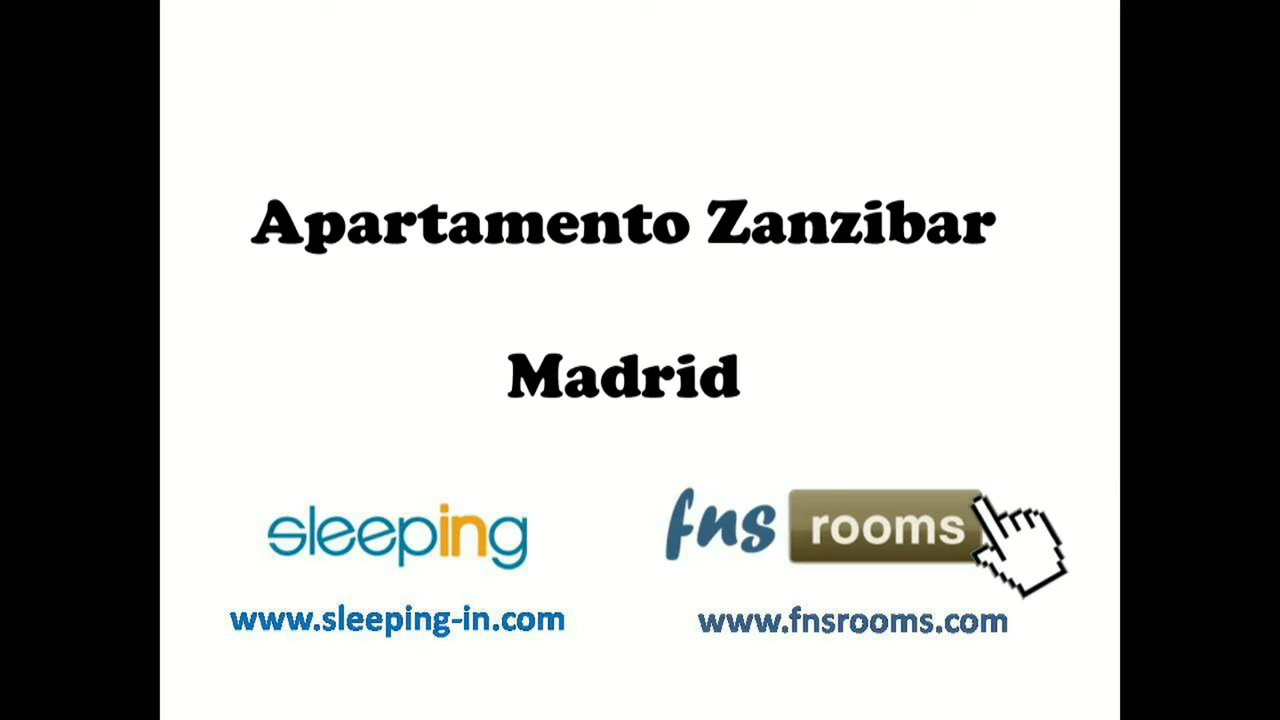 Apartamento Zanzibar
Madrid
sleeping
fns rooms
www.sleeping-in.com
www.fnsrooms.com